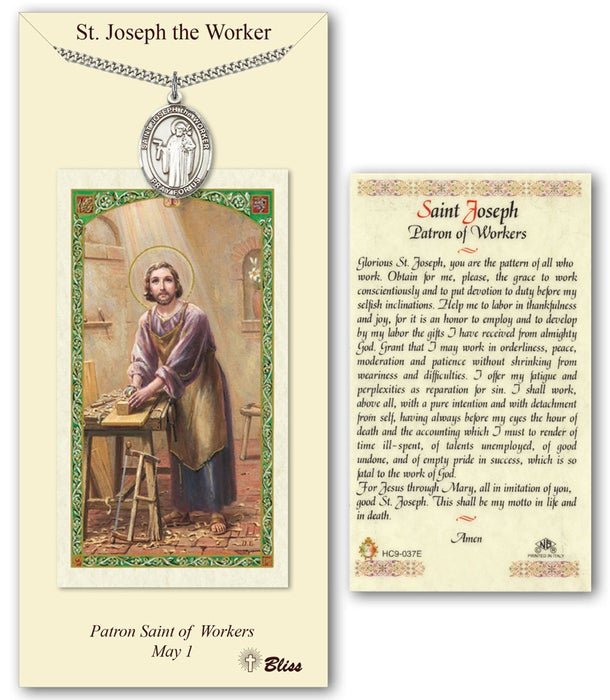 St. Joseph the Worker
SAINT JOSEPH the WORKER
PRAY FOR US
Patron Saint of Workers
May 1
Bliss
Saint Joseph
Patron of Workers
Glorious St. Joseph, you are the pattern of all who
work. Obtain for me, please, the grace to work
conscientiously and to put devotion to duty before my
selfish inclinations. Help me to labor in thankfulness
and joy, for it is an honor to employ and to develop
by my labor the gifts I have received from almighty
God. Grant that I may work in orderliness, peace,
moderation and patience without shrinking from
weariness and difficulties. I offer my fatigue and
perplexities as reparation for sin. I shall work,
above all, with a pure intention and with detachment
from self, having always before my eyes the hour of
death and the accounting which I must to render of
time ill-spent, of talents unemployed, of good
undone, and of empty pride in success, which is so
fatal to the work of God.
For Jesus through Mary, all in imitation of you,
good St. Joseph. This shall be my motto in life and
in death.
Amen
HC9-037E
NB
PRINTED IN ITALY